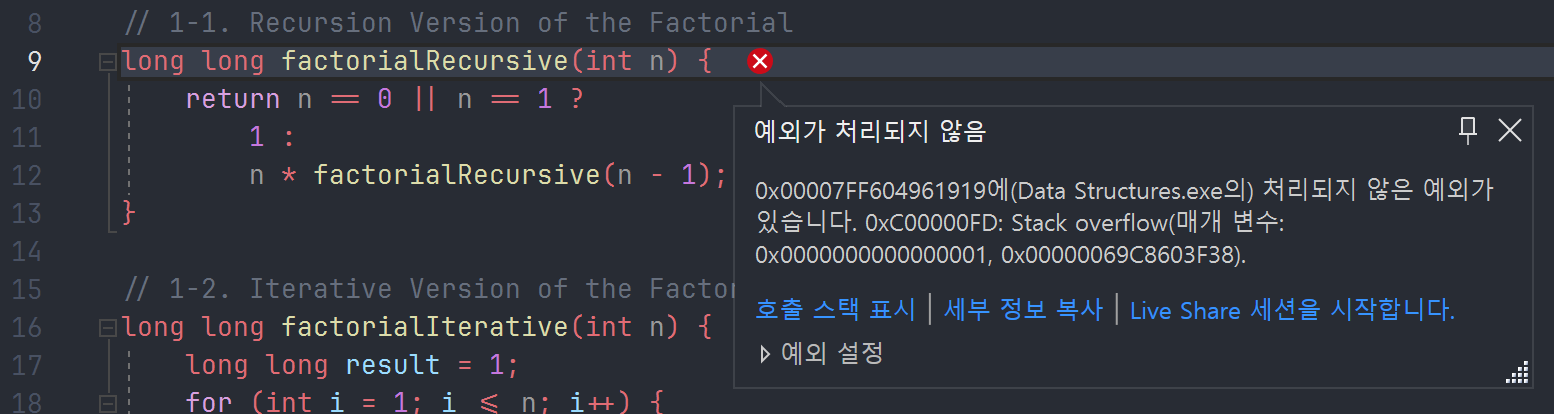 8 // 1-1. Recursion Version of the Factorial
9 long long factorialRecursive(int n) {
10 return n == 0 || n == 1 ?
11 1 :
12 n * factorialRecursive(n - 1);
13 }
14
15 // 1-2. Iterative Version of the Factor
16 long long factorialIterative(int n) {
17 long long result = 1;
18 for (int i = 1; i <= n; i++) {
예외가 처리되지 않음
0x00007FF604961919에(Data Structures.exe의) 처리되지 않은 예외가
있습니다. 0xC00000FD: Stack overflow(매개 변수:
0x0000000000000001, 0x00000069C8603F38).
호출 스택 표시 | 세부 정보 복사 | Live Share 세션을 시작합니다.
예외 설정